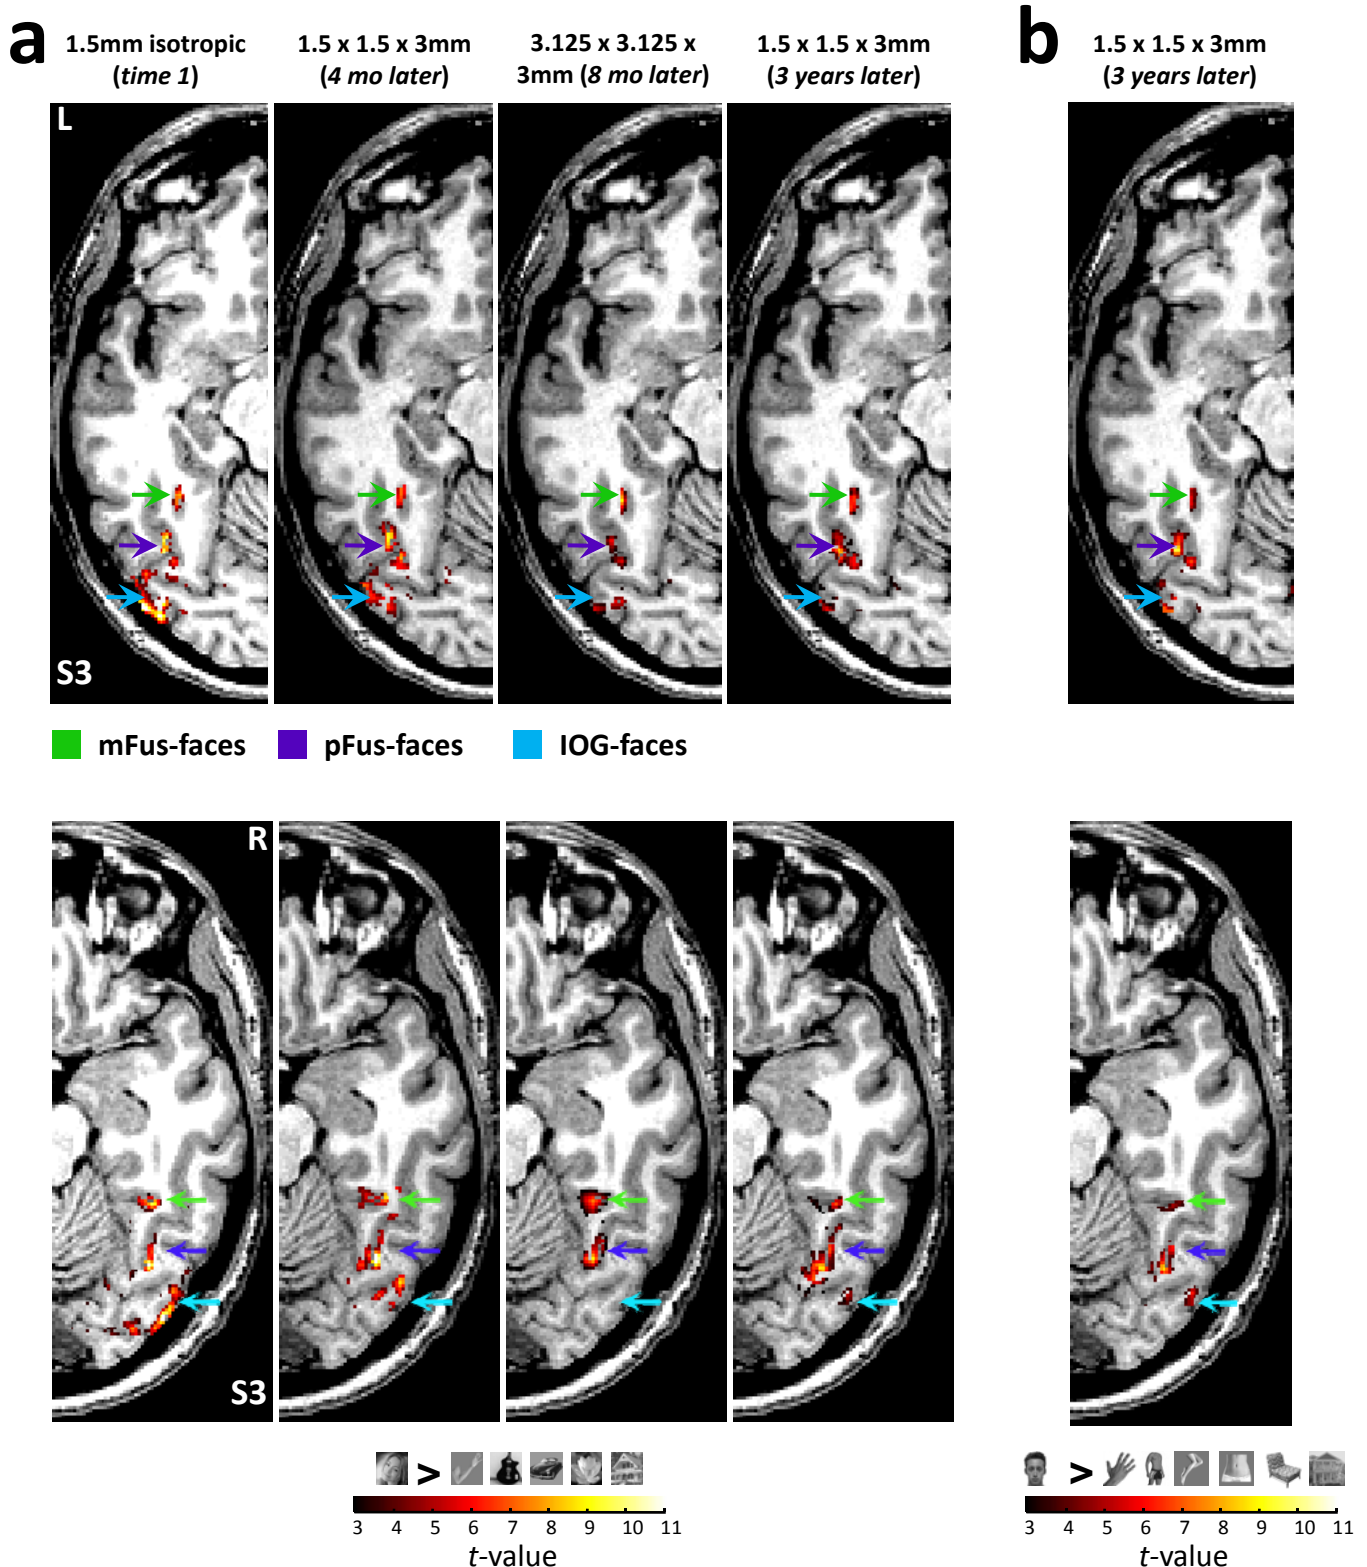 a
1.5mm isotropic
(time 1)
1.5 x 1.5 x 3mm
(4 mo later)
3.125 x 3.125 x
3mm (8 mo later)
1.5 x 1.5 x 3mm
(3 years later)
b
1.5 x 1.5 x 3mm
(3 years later)
L
S3
mFus-faces
pFus-faces
IOG-faces
R
S3
>
3 4 5 6 7 8 9 10 11
t-value
>
3 4 5 6 7 8 9 10 11
t-value